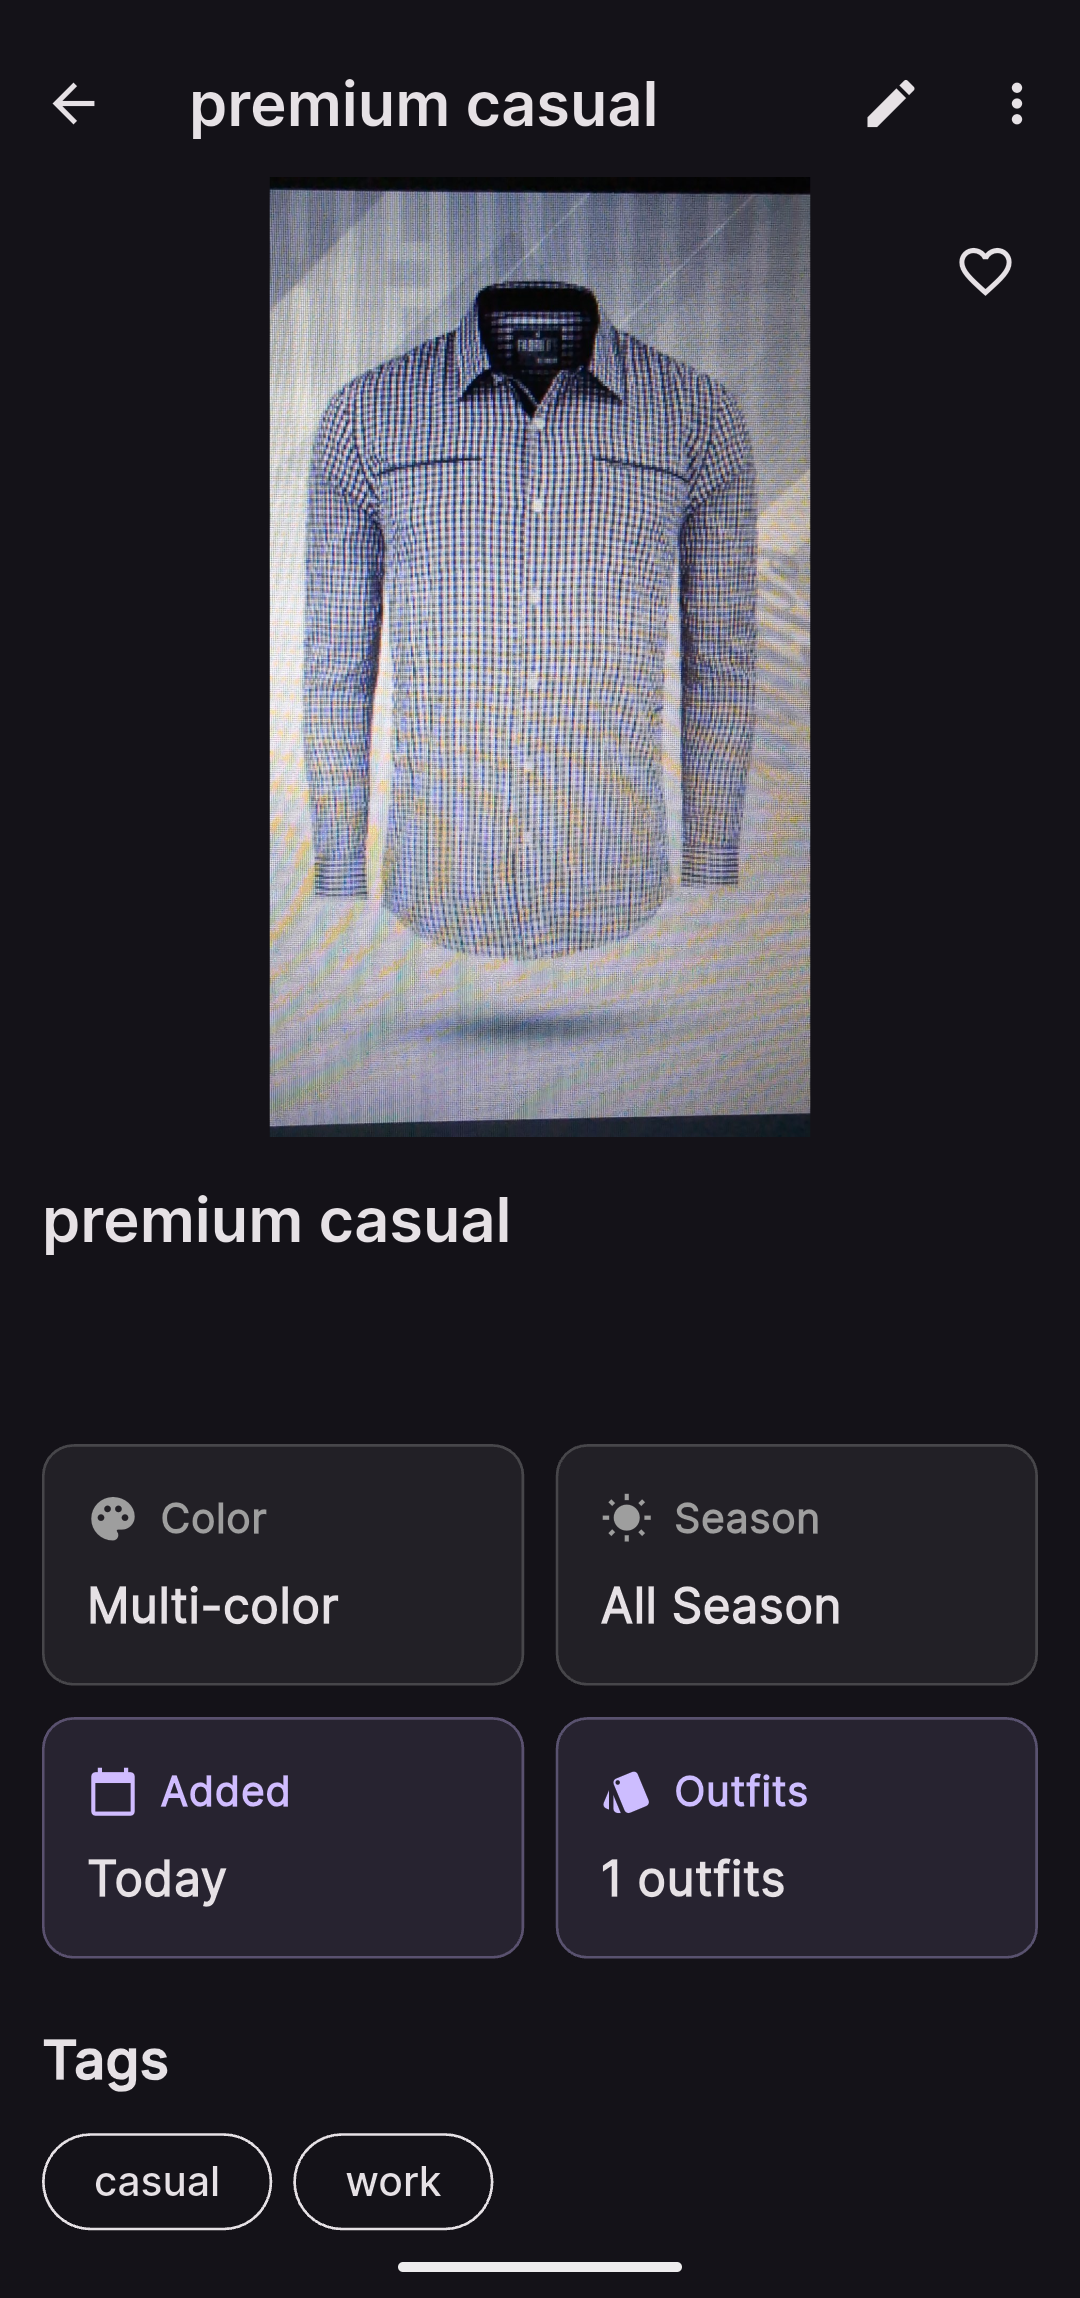 premium casual
premium casual
Color
Multi-color
Season
All Season
Added
Today
Outfits
1 outfits
Tags
casual
work